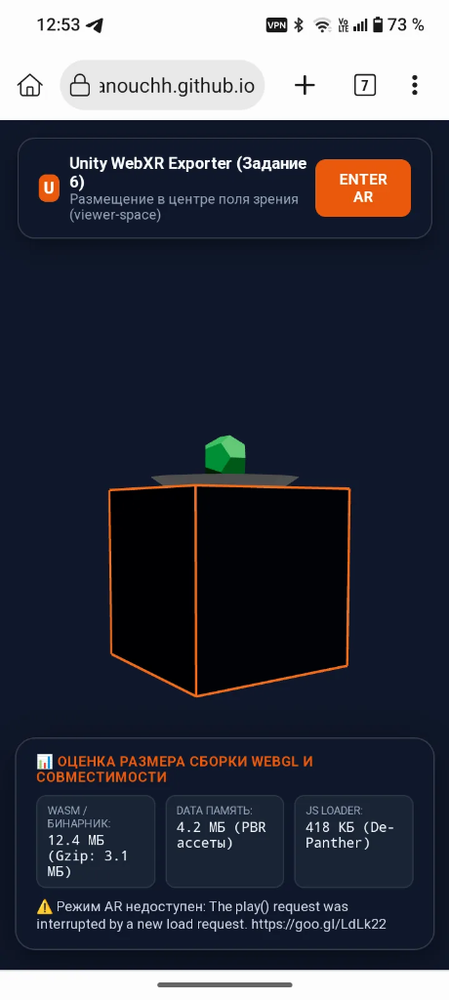 12:53
VPN
Vo
LTE
73 %
anouchh.github.io
7
Unity WebXR Exporter (Задание
6)
U
Размещение в центре поля зрения
(viewer-space)
ENTER
AR
📊 ОЦЕНКА РАЗМЕРА СБОРКИ WEBGL И
СОВМЕСТИМОСТИ
WASM /
БИНАРНИК:
12.4 МБ
(Gzip: 3.1
МБ)
DATA ПАМЯТЬ:
4.2 МБ (PBR
ассеты)
JS LOADER:
418 КБ (De-
Panther)
⚠️ Режим AR недоступен: The play() request was
interrupted by a new load request. https://goo.gl/LdLk22